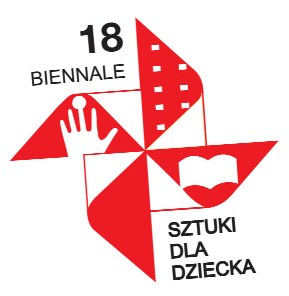 18
BIENNALE
SZTUKI
DLA
DZIECKA